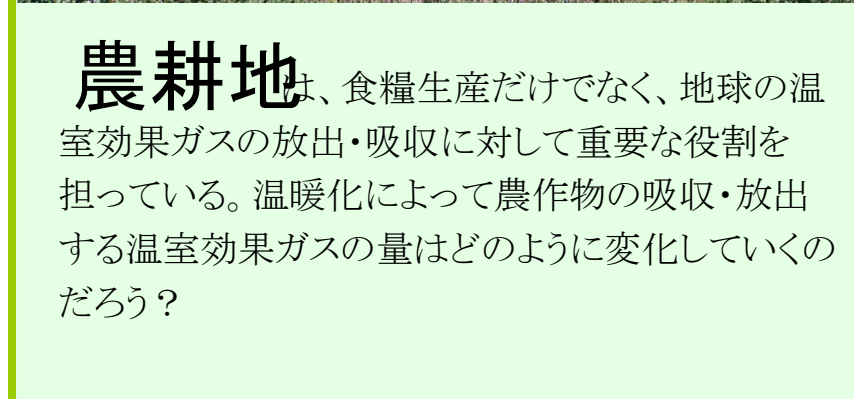 農耕地は、食糧生産だけでなく、地球の温
室効果ガスの放出・吸収に対して重要な役割を
担っている。温暖化によって農作物の吸収・放出
する温室効果ガスの量はどのように変化していくの
だろう？